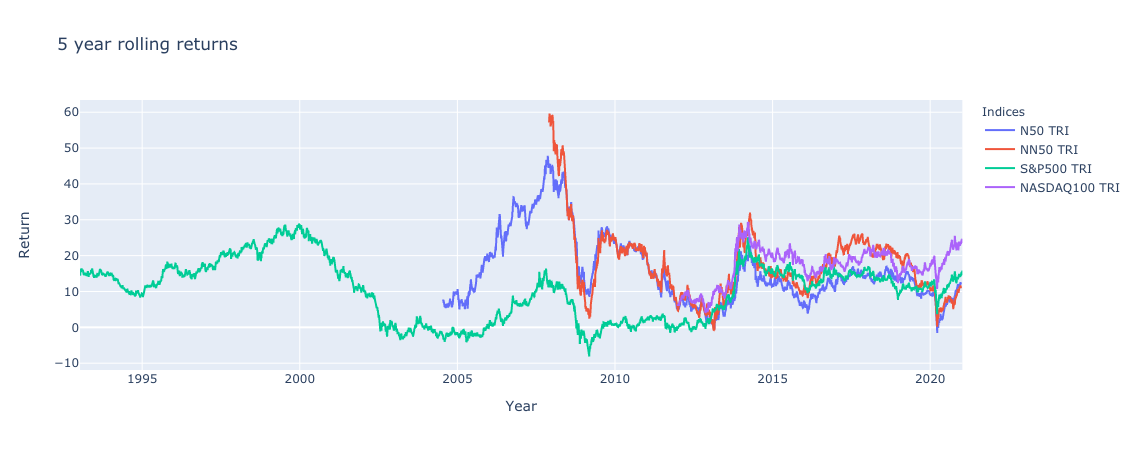 5 year rolling returns
60
50
40
30
20
10
0
−10
Return
1995
2000
2005
2010
2015
2020
Year
Indices
N50 TRI
NN50 TRI
S&P500 TRI
NASDAQ100 TRI